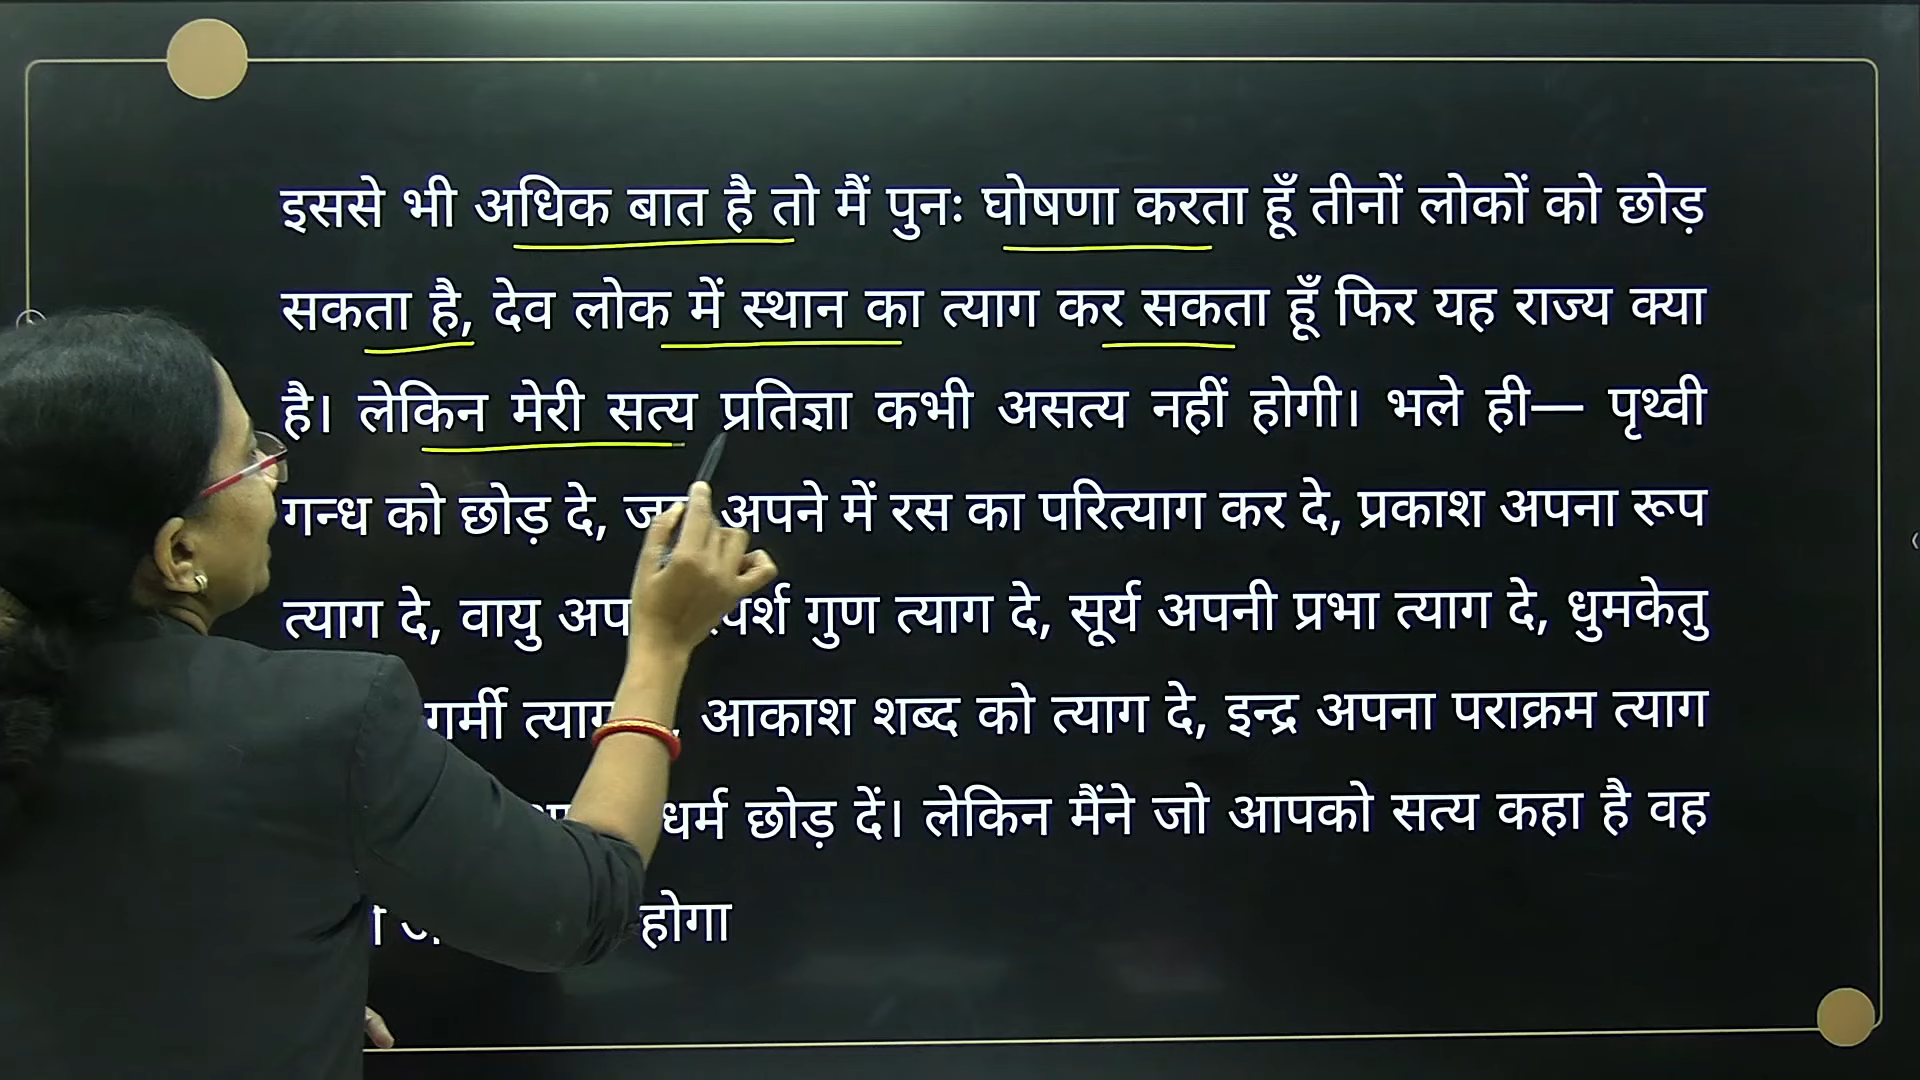 इससे भी अधिक बात है तो मैं पुनः घोषणा करता हूँ तीनों लोकों को छोड़
सकता है, देव लोक में स्थान का त्याग कर सकता हूँ फिर यह राज्य क्या
है। लेकिन मेरी सत्य प्रतिज्ञा कभी असत्य नहीं होगी। भले ही— पृथ्वी
गन्ध को छोड़ दे, अपने में रस का परित्याग कर दे, प्रकाश अपना रूप
त्याग दे, वायु गुण त्याग दे, सूर्य अपनी प्रभा त्याग दे, धुमकेतु
गर्मी आकाश शब्द को त्याग दे, इन्द्र अपना पराक्रम त्याग
धर्म छोड़ दें। लेकिन मैंने जो आपको सत्य कहा है वह
होगा